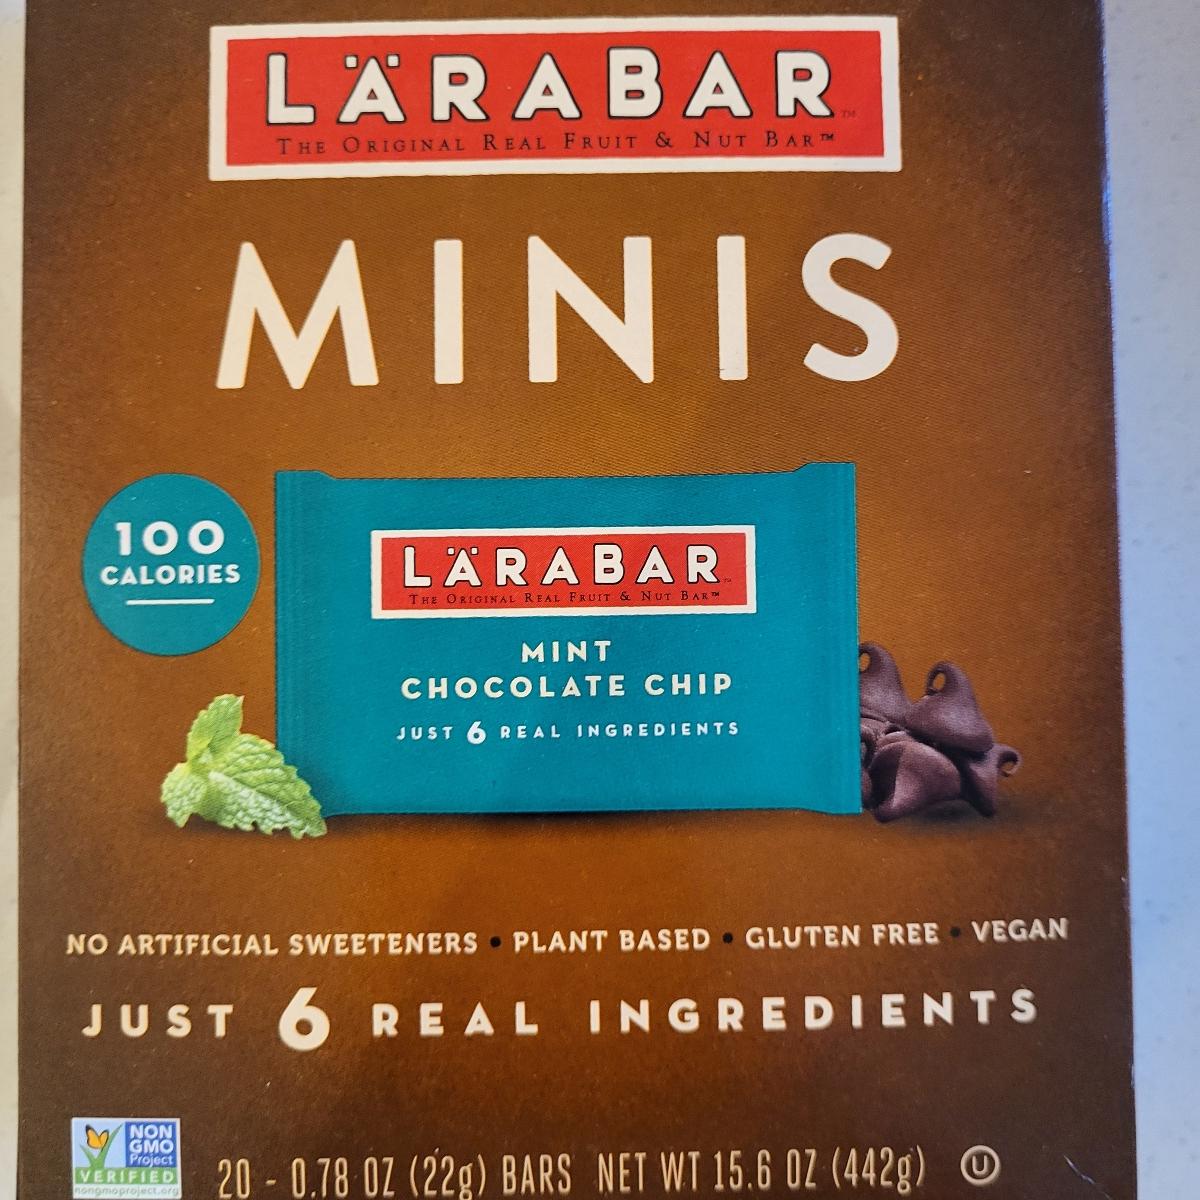 LÄRABAR™
THE ORIGINAL REAL FRUIT & NUT BAR™
MINIS
100
CALORIES
LÄRABAR™
THE ORIGINAL REAL FRUIT & NUT BAR™
MINT
CHOCOLATE CHIP
JUST 6 REAL INGREDIENTS
NO ARTIFICIAL SWEETENERS • PLANT BASED • GLUTEN FREE • VEGAN
JUST 6 REAL INGREDIENTS
NON
GMO
Project
VERIFIED
nongmoproject.org
20 - 0.78 OZ (22g) BARS NET WT 15.6 OZ (442g) U